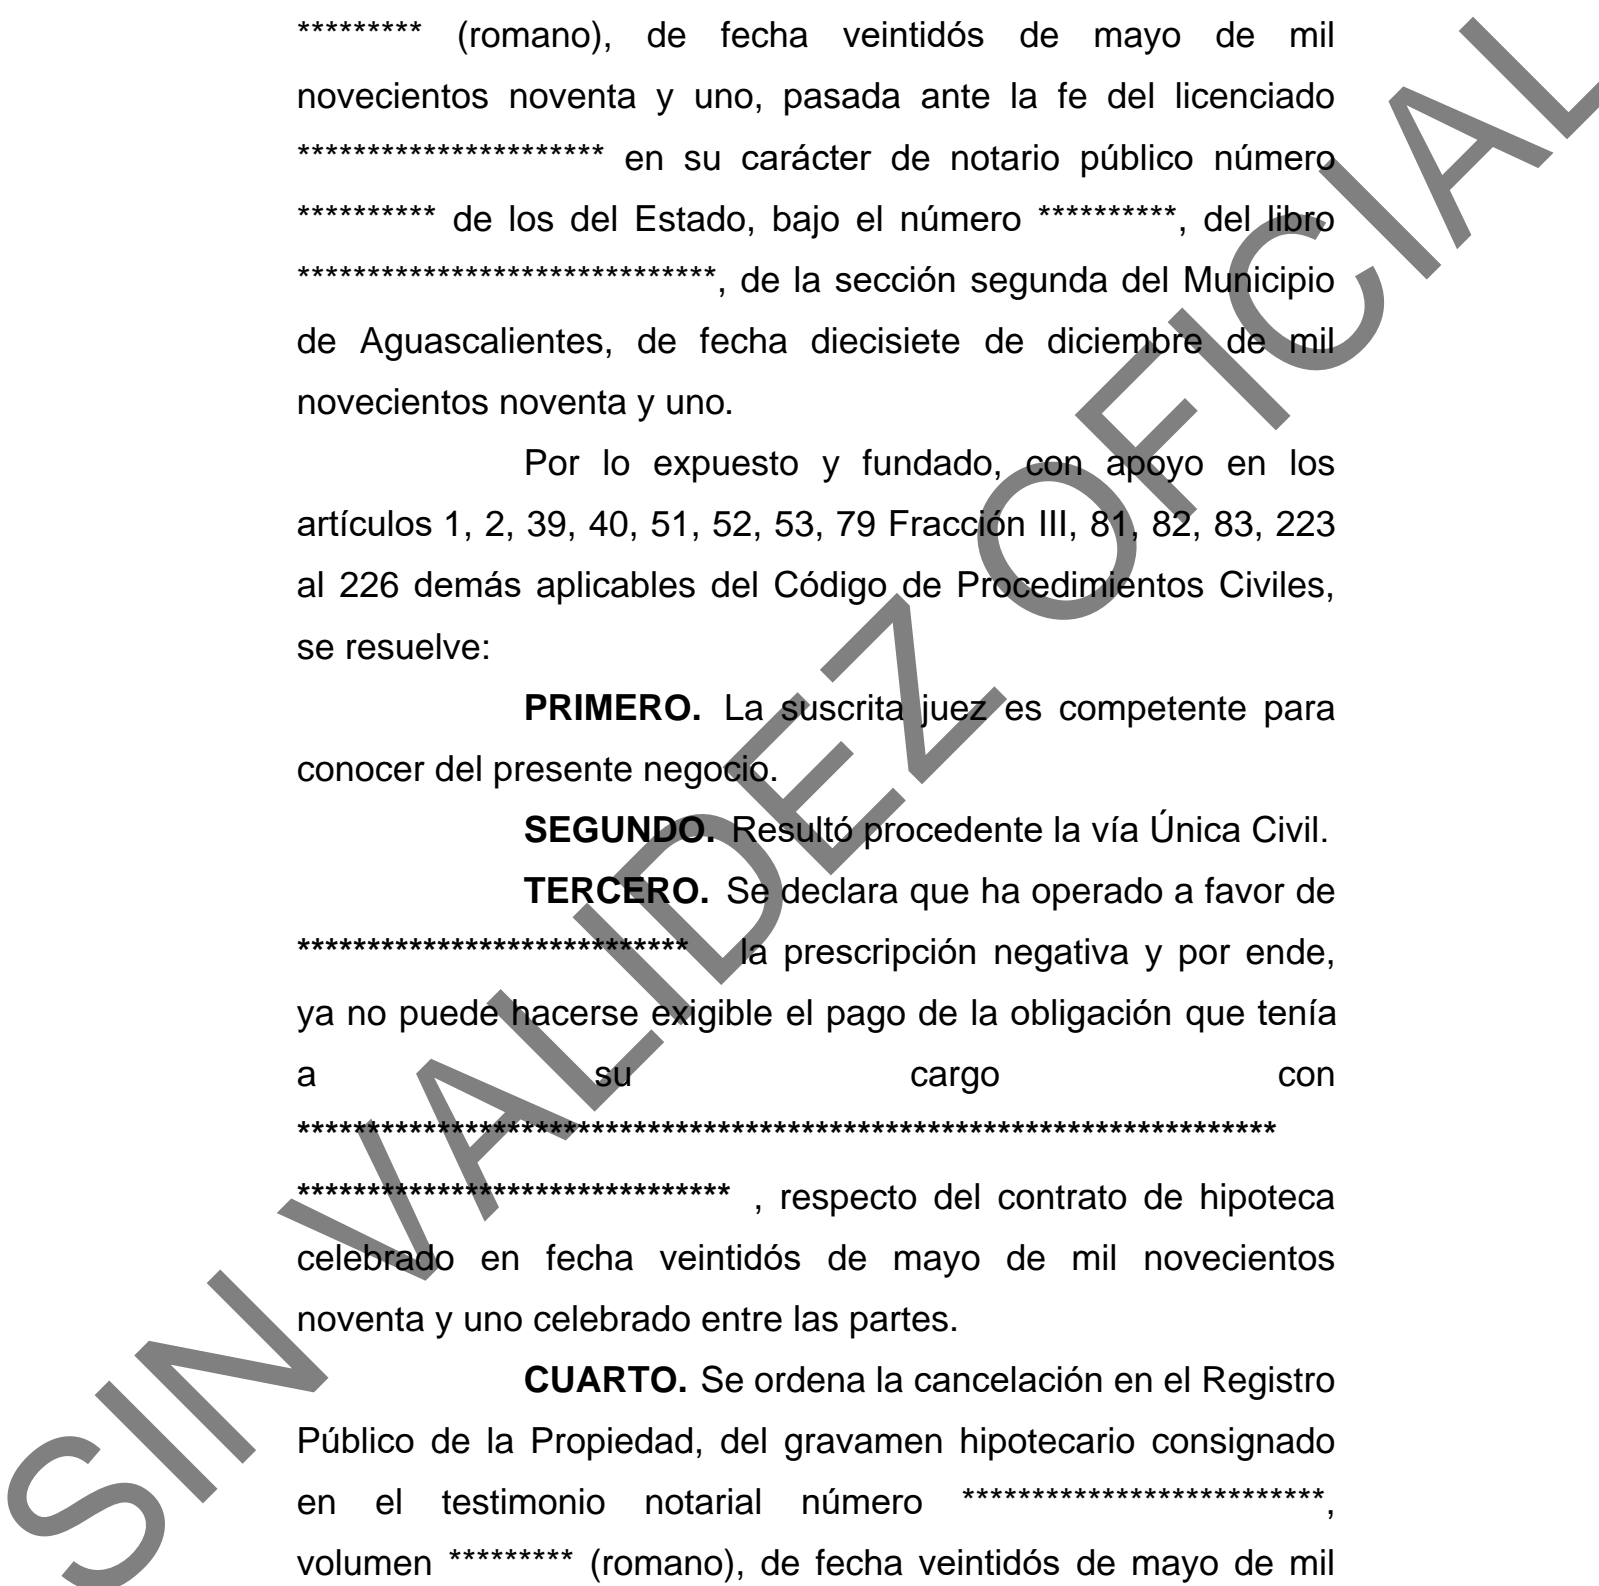 ********* (romano), de fecha veintidós de mayo de mil
novecientos noventa y uno, pasada ante la fe del licenciado
********************** en su carácter de notario público número
********** de los del Estado, bajo el número **********, del libro
******************************, de la sección segunda del Municipio
de Aguascalientes, de fecha diecisiete de diciembre de mil
novecientos noventa y uno.
Por lo expuesto y fundado, con apoyo en los
artículos 1, 2, 39, 40, 51, 52, 53, 79 Fracción III, 81, 82, 83, 223
al 226 demás aplicables del Código de Procedimientos Civiles,
se resuelve:
PRIMERO. La suscrita juez es competente para
conocer del presente negocio.
SEGUNDO. Resultó procedente la vía Única Civil.
TERCERO. Se declara que ha operado a favor de
**************************** la prescripción negativa y por ende,
ya no puede hacerse exigible el pago de la obligación que tenía
a su cargo con
**********************************************************************
******************************* , respecto del contrato de hipoteca
celebrado en fecha veintidós de mayo de mil novecientos
noventa y uno celebrado entre las partes.
CUARTO. Se ordena la cancelación en el Registro
Público de la Propiedad, del gravamen hipotecario consignado
en el testimonio notarial número **************************,
volumen ********* (romano), de fecha veintidós de mayo de mil
SIN VALIDEZ OFICIAL